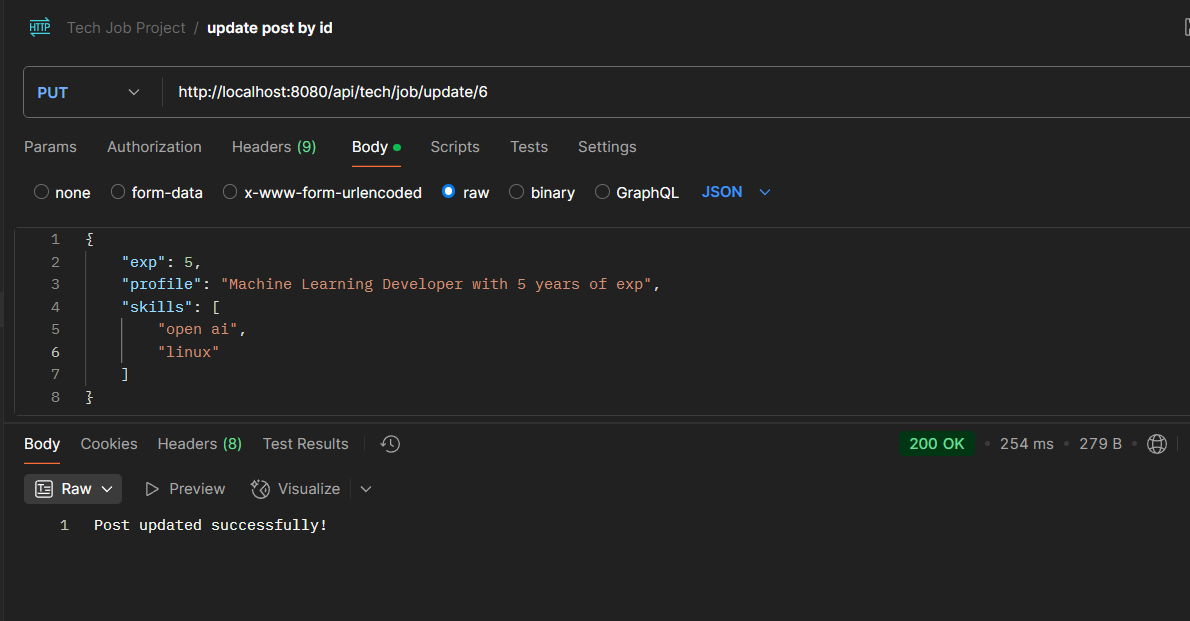 HTTP Tech Job Project / update post by id
PUT http://localhost:8080/api/tech/job/update/6
Params Authorization Headers (9) Body Scripts Tests Settings
none form-data x-www-form-urlencoded raw binary GraphQL JSON
1 {
2 "exp": 5,
3 "profile": "Machine Learning Developer with 5 years of exp",
4 "skills": [
5 "open ai",
6 "linux"
7 ]
8 }
Body Cookies Headers (8) Test Results 200 OK • 254 ms • 279 B •
Raw Preview Visualize
1 Post updated successfully!